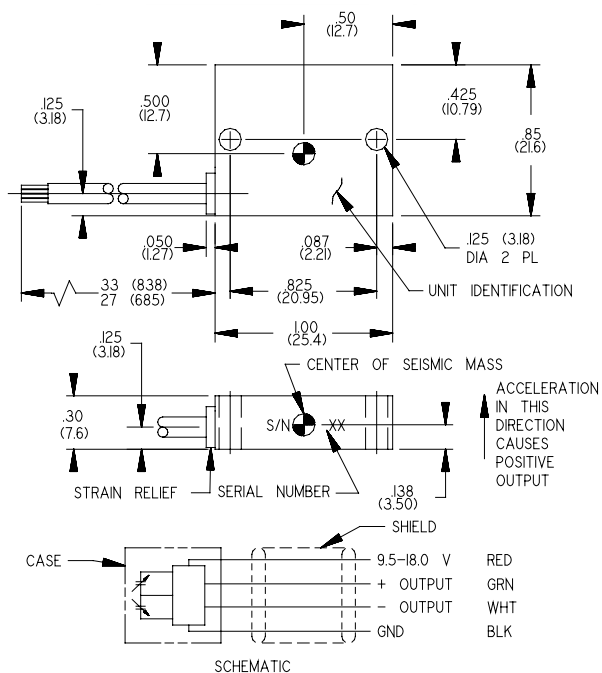 .50
(12.7)
.500
(12.7)
.425
(10.79)
.125
(3.18)
.85
(21.6)
.050
(1.27)
.087
(2.21)
.125 (3.18)
DIA 2 PL
33 (838)
27 (685)
.825
(20.95)
UNIT IDENTIFICATION
1.00
(25.4)
.125
(3.18)
CENTER OF SEISMIC MASS
.30
(7.6)
S/N XX
ACCELERATION
IN THIS
DIRECTION
CAUSES
POSITIVE
OUTPUT
STRAIN RELIEF
SERIAL NUMBER
.138
(3.50)
SHIELD
CASE
9.5-18.0 V RED
+ OUTPUT GRN
- OUTPUT WHT
GND BLK
SCHEMATIC